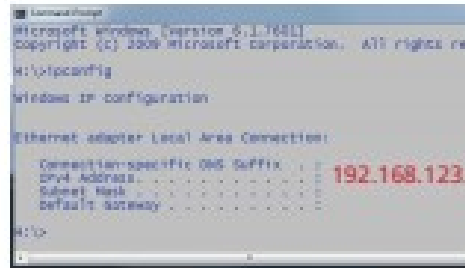 Command Prompt
Microsoft Windows [Version 6.1.7601]
Copyright (c) 2009 Microsoft Corporation. All rights re
H:\>ipconfig
Windows IP Configuration
Ethernet adapter Local Area Connection:
Connection-specific DNS Suffix . :
IPv4 Address. . . . . . . . . . . : 192.168.123.
Subnet Mask . . . . . . . . . . . :
Default Gateway . . . . . . . . . :
H:\>